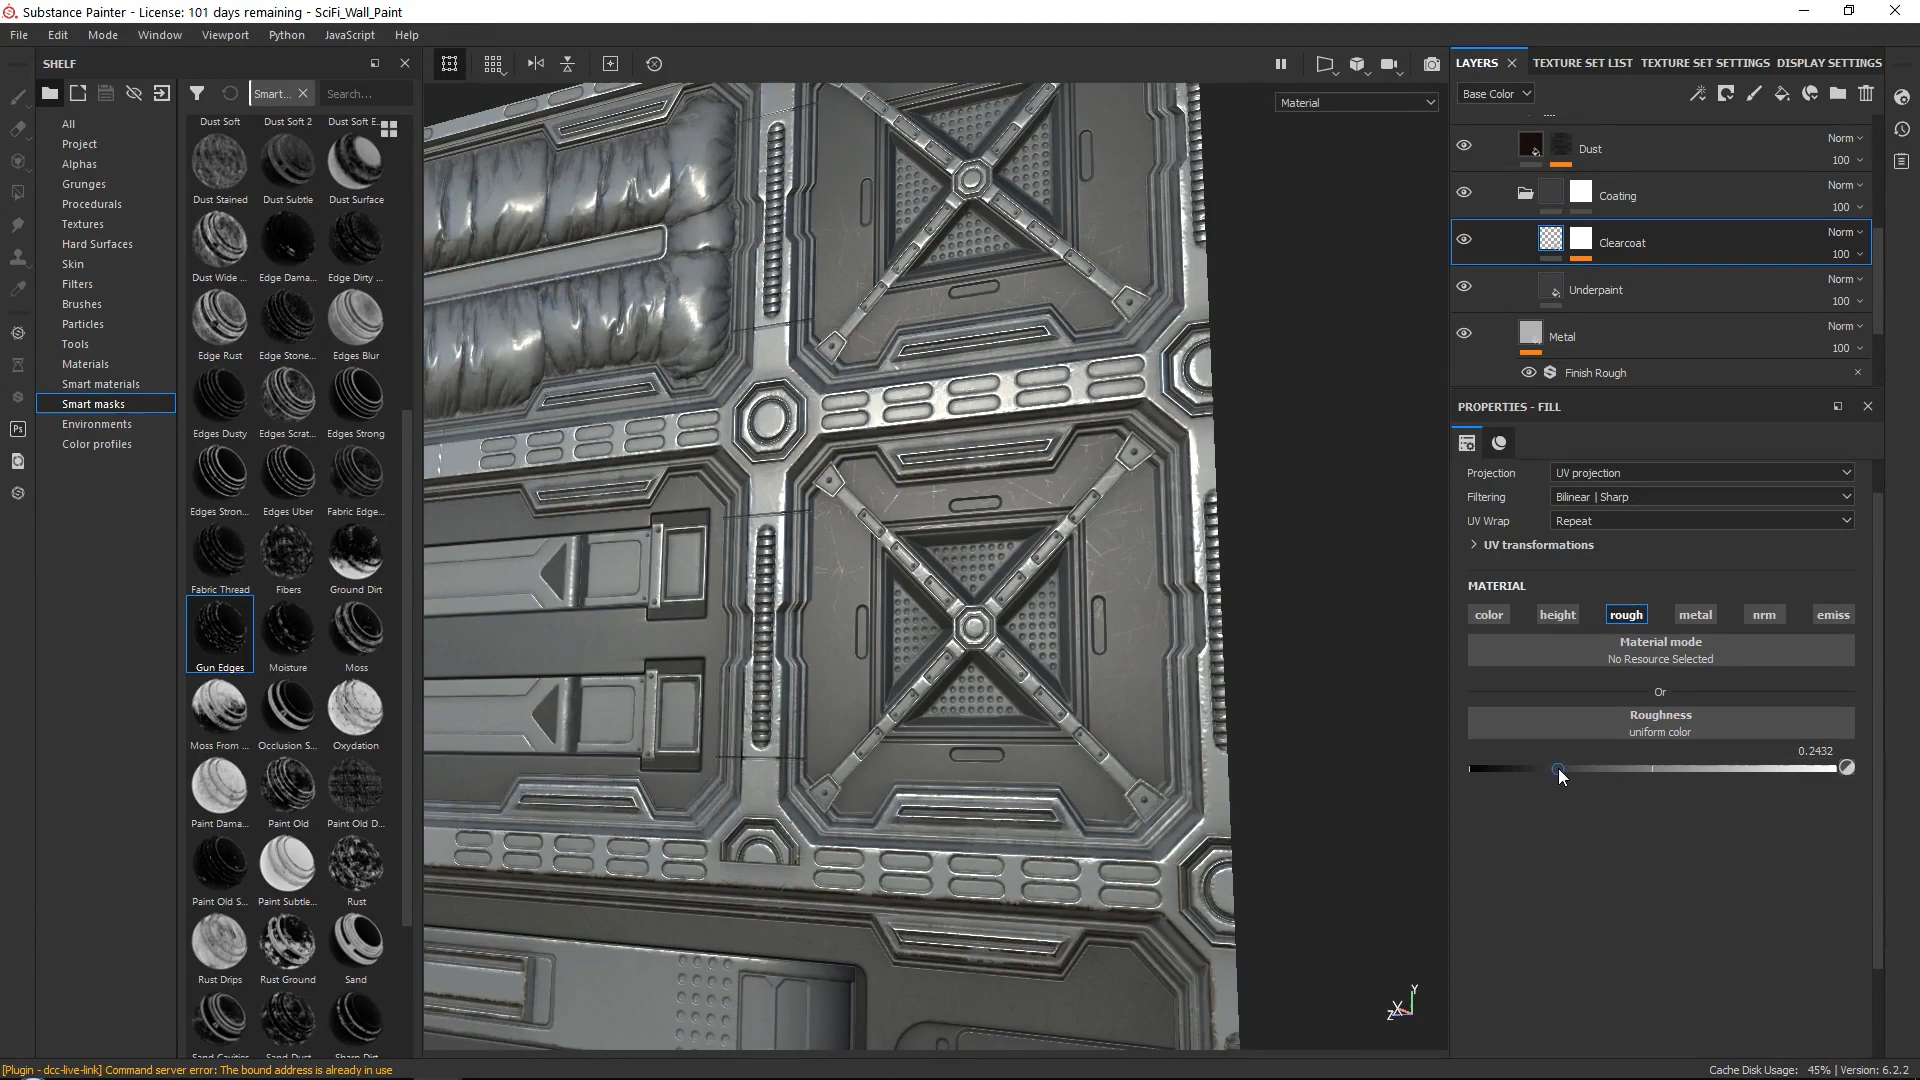 Substance Painter - License: 101 days remaining - SciFi_Wall_Paint
File Edit Mode Window Viewport Python JavaScript Help
SHELF
Smart... Search...
All
Project
Alphas
Grunges
Procedurals
Textures
Hard Surfaces
Skin
Filters
Brushes
Particles
Tools
Materials
Smart materials
Smart masks
Environments
Color profiles
Ps
Dust Soft Dust Soft 2 Dust Soft E...
Dust Stained Dust Subtle Dust Surface
Dust Wide ... Edge Dama... Edge Dirty ...
Edge Rust Edge Stone... Edges Blur
Edges Dusty Edges Scrat... Edges Strong
Edges Stron... Edges Uber Fabric Edge...
Fabric Thread Fibers Ground Dirt
Gun Edges Moisture Moss
Moss From ... Occlusion S... Oxydation
Paint Dama... Paint Old Paint Old D...
Paint Old S... Paint Subtle... Rust
Rust Drips Rust Ground Sand
Sand Cavities Sand Dust Sharp Dirt
Material
Y
X
Z
LAYERS TEXTURE SET LIST TEXTURE SET SETTINGS DISPLAY SETTINGS
Base Color
Dust Norm
100
Coating Norm
100
Clearcoat Norm
100
Underpaint Norm
100
Metal Norm
100
Finish Rough
PROPERTIES - FILL
Projection UV projection
Filtering Bilinear | Sharp
UV Wrap Repeat
UV transformations
MATERIAL
color height rough metal nrm emiss
Material mode
No Resource Selected
Or
Roughness
uniform color
0.2432
[Plugin - dcc-live-link] Command server error: The bound address is already in use
Cache Disk Usage: 45% | Version: 6.2.2